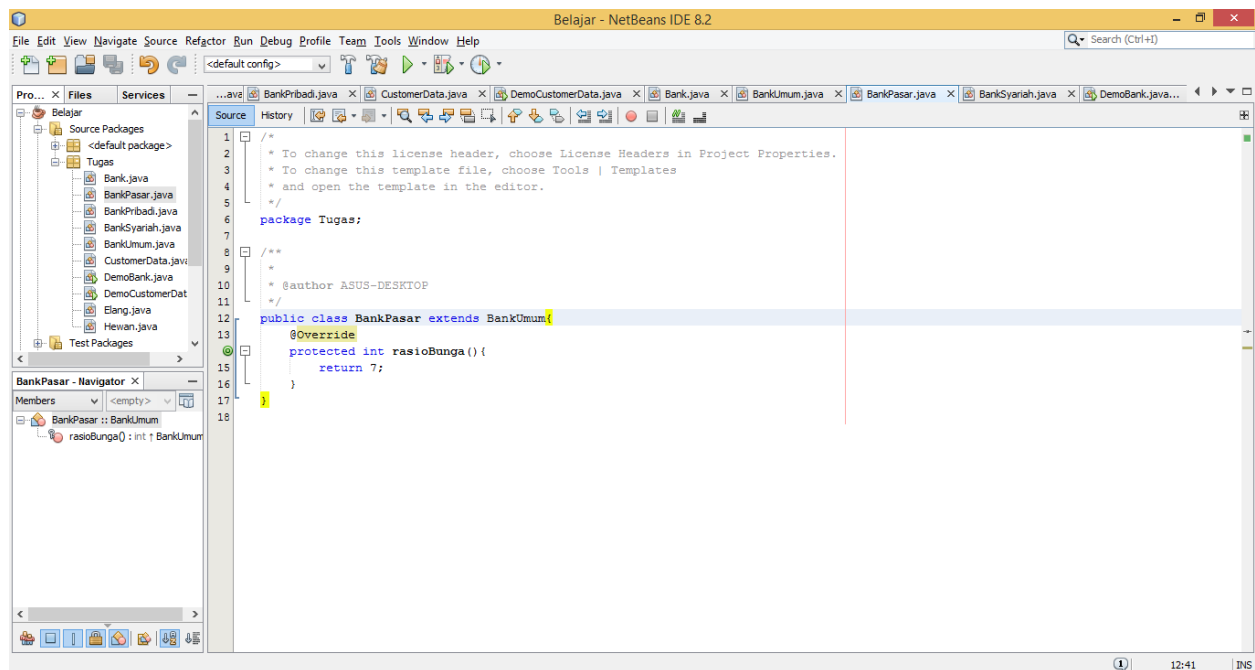 Belajar - NetBeans IDE 8.2
File Edit View Navigate Source Refactor Run Debug Profile Team Tools Window Help
Search (Ctrl+I)
<default config>
Pro... Files Services
...ava BankPribadi.java CustomerData.java DemoCustomerData.java Bank.java BankUmum.java BankPasar.java BankSyariah.java DemoBank.java...
Belajar
Source Packages
<default package>
Tugas
Bank.java
BankPasar.java
BankPribadi.java
BankSyariah.java
BankUmum.java
CustomerData.java
DemoBank.java
DemoCustomerDat
Elang.java
Hewan.java
Test Packages
BankPasar - Navigator
Members <empty>
BankPasar :: BankUmum
rasioBunga() : int ↑ BankUmum
Source History
1 /*
2 * To change this license header, choose License Headers in Project Properties.
3 * To change this template file, choose Tools | Templates
4 * and open the template in the editor.
5 */
6 package Tugas;
7
8 /**
9 *
10 * @author ASUS-DESKTOP
11 */
12 public class BankPasar extends BankUmum{
13 @Override
protected int rasioBunga(){
15 return 7;
16 }
17 }
18
1 12:41 INS